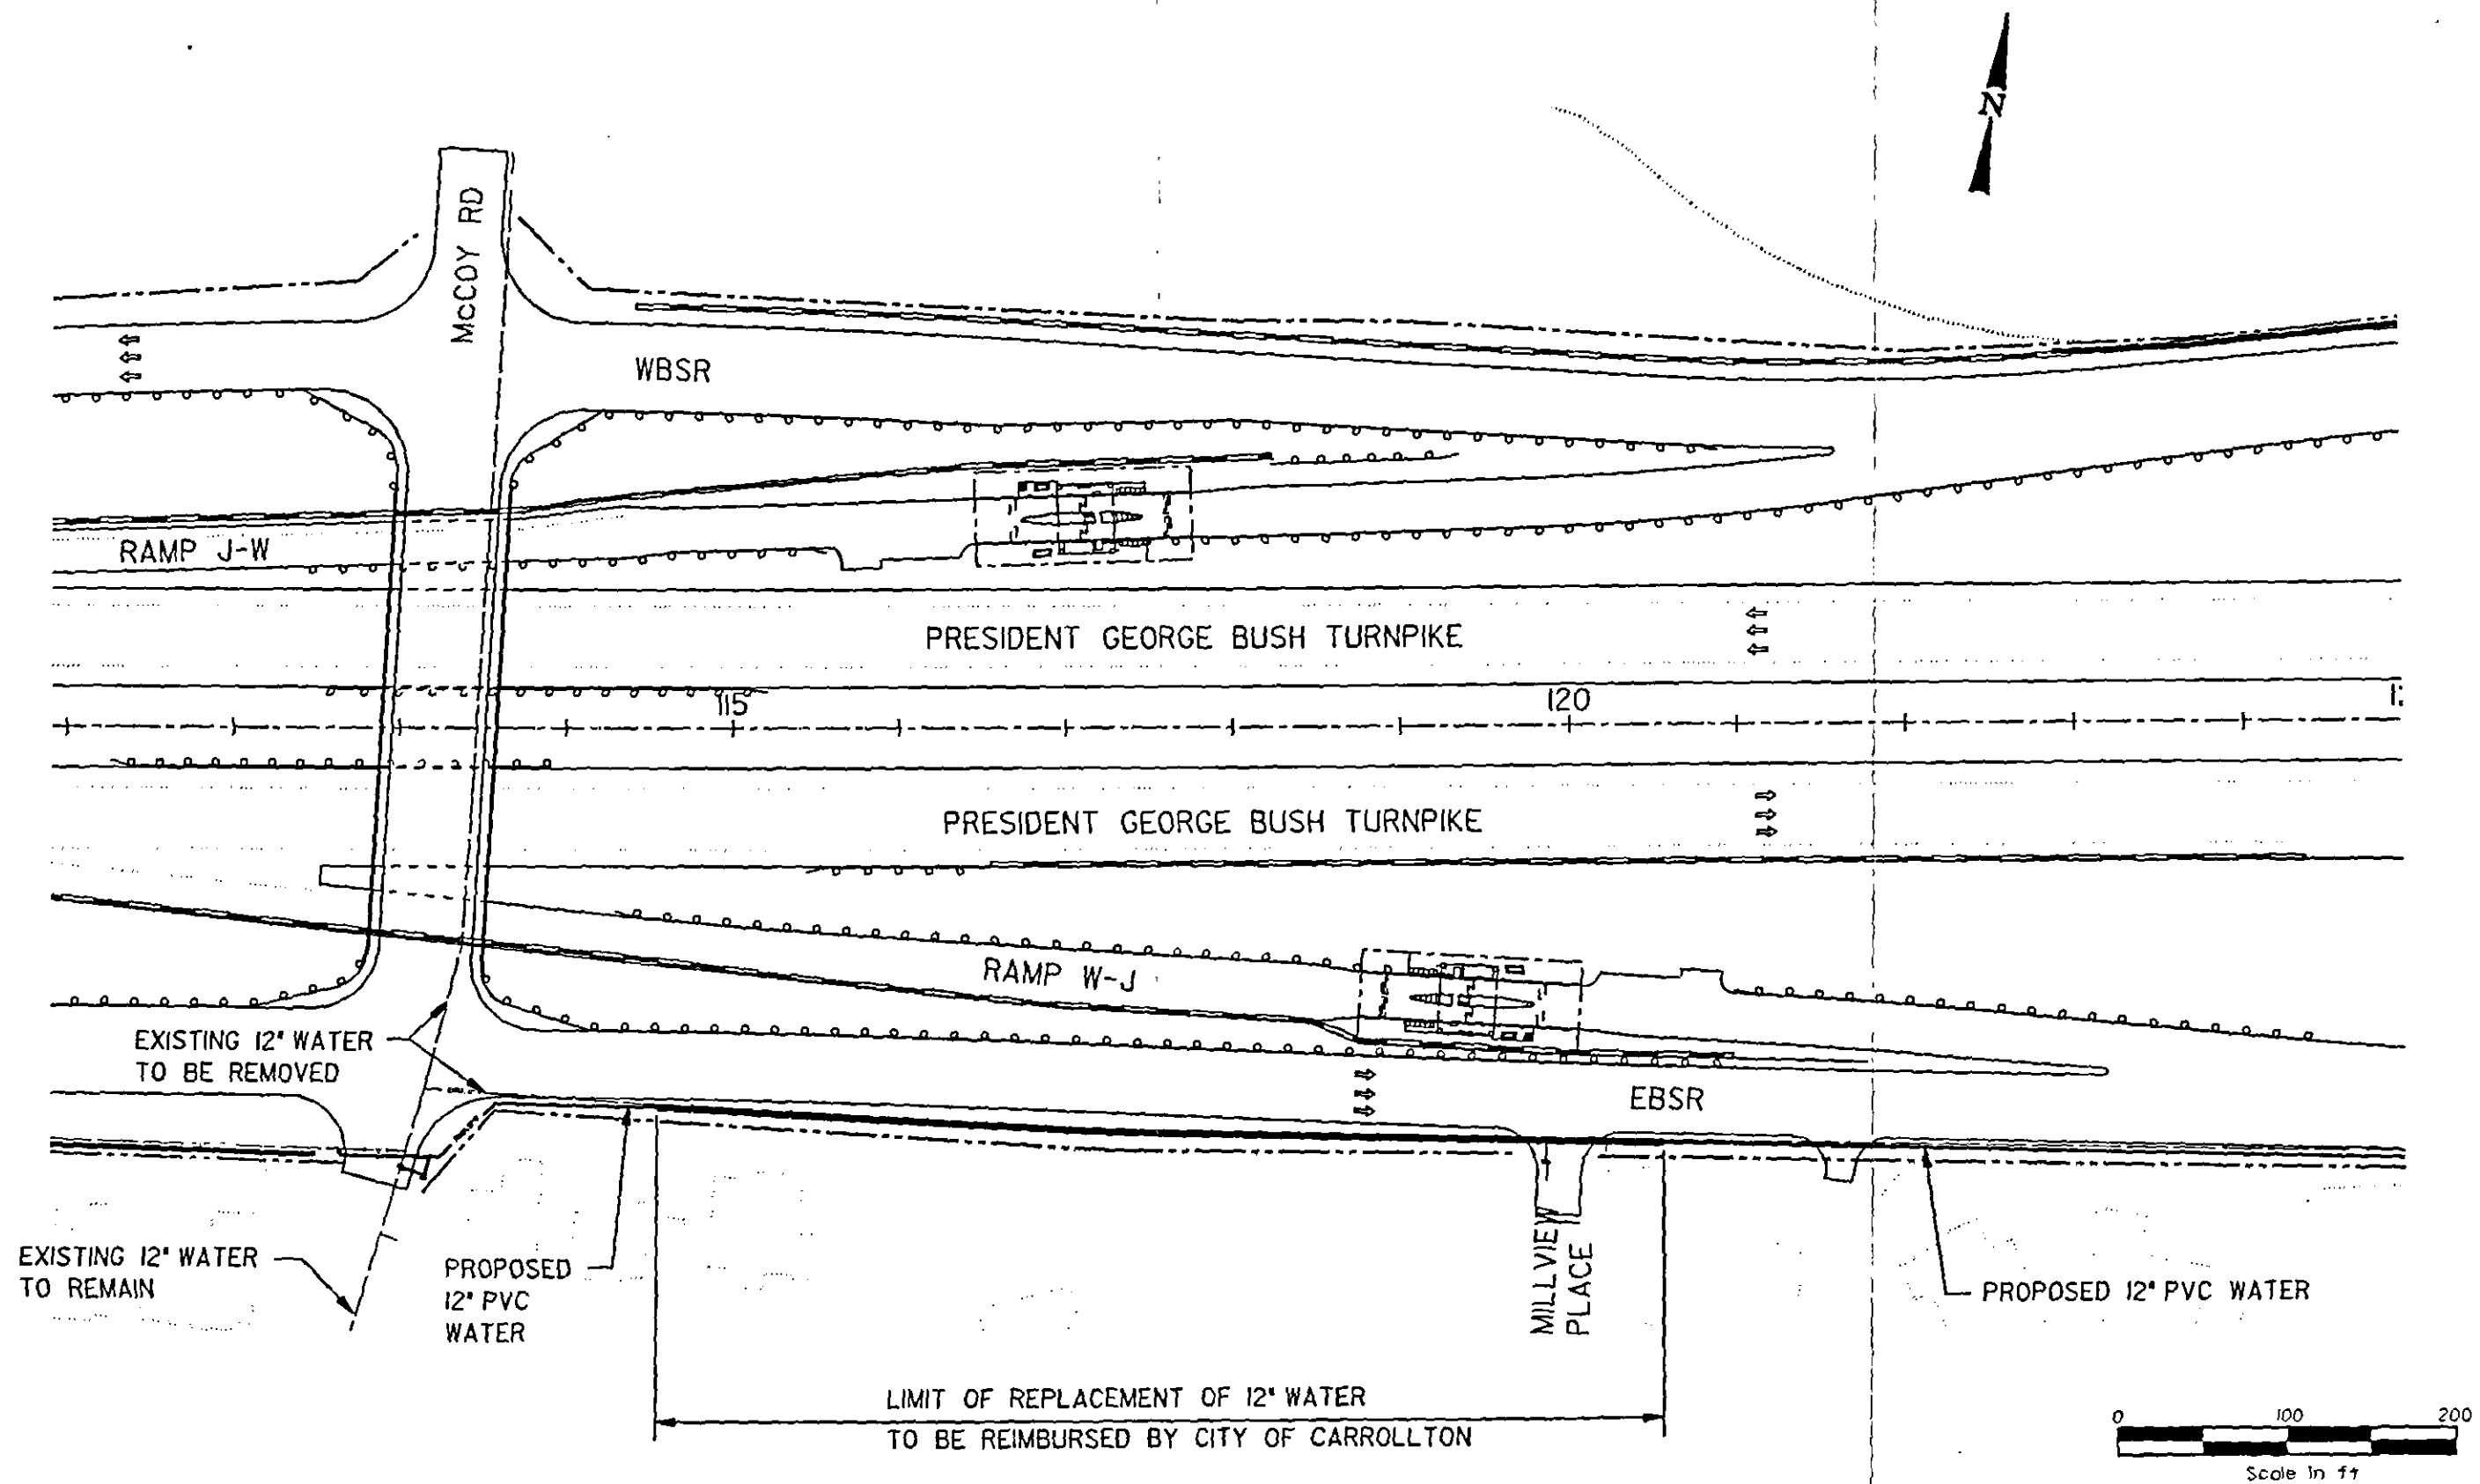 N
McCOY RD
WBSR
RAMP J-W
PRESIDENT GEORGE BUSH TURNPIKE
115
120
PRESIDENT GEORGE BUSH TURNPIKE
RAMP W-J
EXISTING 12" WATER
TO BE REMOVED
EBSR
EXISTING 12" WATER
TO REMAIN
PROPOSED
12" PVC
WATER
MILLVIEW
PLACE
PROPOSED 12" PVC WATER
LIMIT OF REPLACEMENT OF 12" WATER
TO BE REIMBURSED BY CITY OF CARROLLTON
0 100 200
Scale in ft